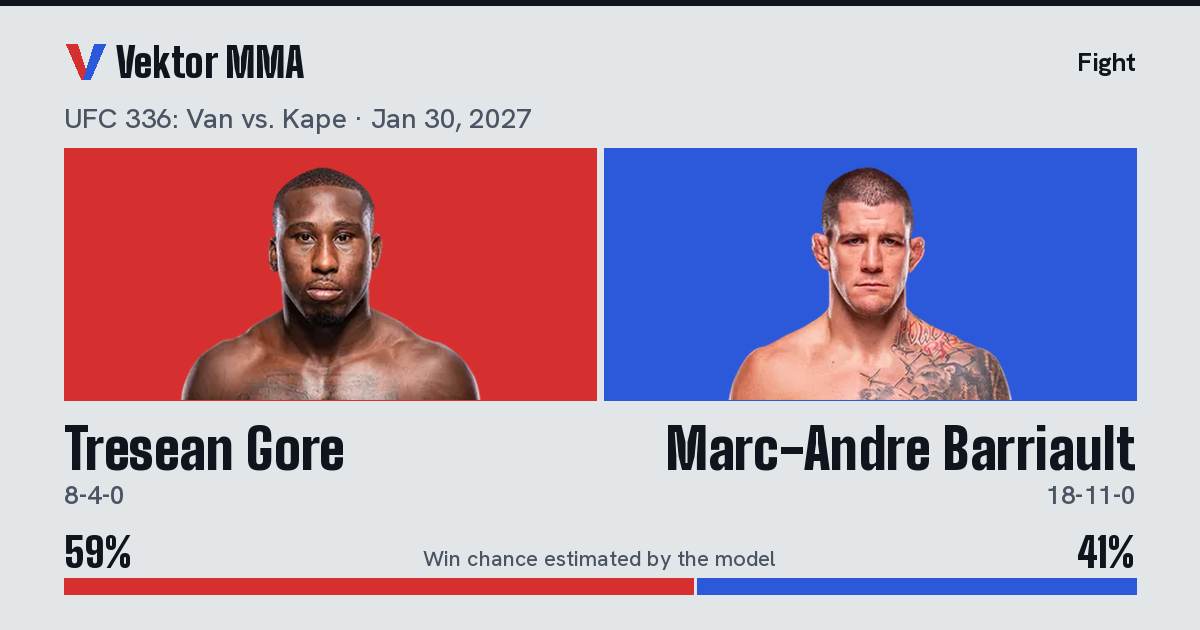 Vektor MMA
Fight
UFC 336: Van vs. Kape · Jan 30, 2027
Tresean Gore
Marc-Andre Barriault
8-4-0
18-11-0
59%
Win chance estimated by the model
41%